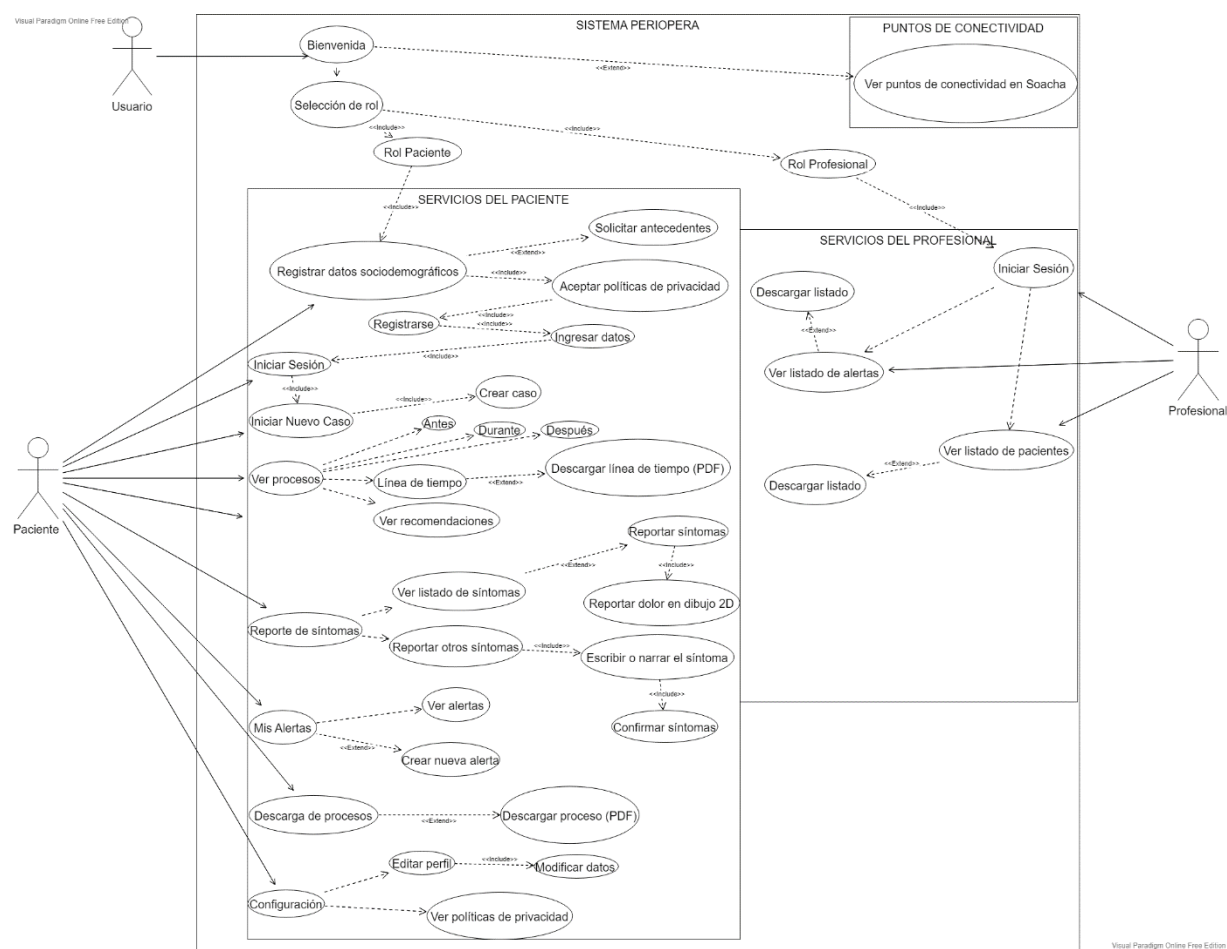 Visual Paradigm Online Free Edition
SISTEMA PERIOPERA
PUNTOS DE CONECTIVIDAD
Bienvenida
<<Extend>>
Ver puntos de conectividad en Soacha
Usuario
Selección de rol
<<Include>>
<<Include>>
Rol Paciente
Rol Profesional
<<Include>>
<<Include>>
SERVICIOS DEL PACIENTE
Solicitar antecedentes
<<Extend>>
Registrar datos sociodemográficos
<<Include>>
Aceptar políticas de privacidad
<<Include>>
Registrarse
<<Include>>
Ingresar datos
<<Include>>
Iniciar Sesión
<<Include>>
Iniciar Nuevo Caso
<<Include>>
Crear caso
Antes
Durante
Después
Ver procesos
Línea de tiempo
<<Extend>>
Descargar línea de tiempo (PDF)
Ver recomendaciones
Paciente
Reportar síntomas
<<Extend>>
<<Include>>
Ver listado de síntomas
Reportar dolor en dibujo 2D
Reporte de síntomas
Reportar otros síntomas
<<Include>>
Escribir o narrar el síntoma
<<Include>>
Confirmar síntomas
Mis Alertas
Ver alertas
<<Extend>>
Crear nueva alerta
Descarga de procesos
<<Extend>>
Descargar proceso (PDF)
Editar perfil
<<Include>>
Modificar datos
Configuración
Ver políticas de privacidad
SERVICIOS DEL PROFESIONAL
Iniciar Sesión
Descargar listado
<<Extend>>
Ver listado de alertas
Profesional
Ver listado de pacientes
<<Extend>>
Descargar listado
Visual Paradigm Online Free Edition